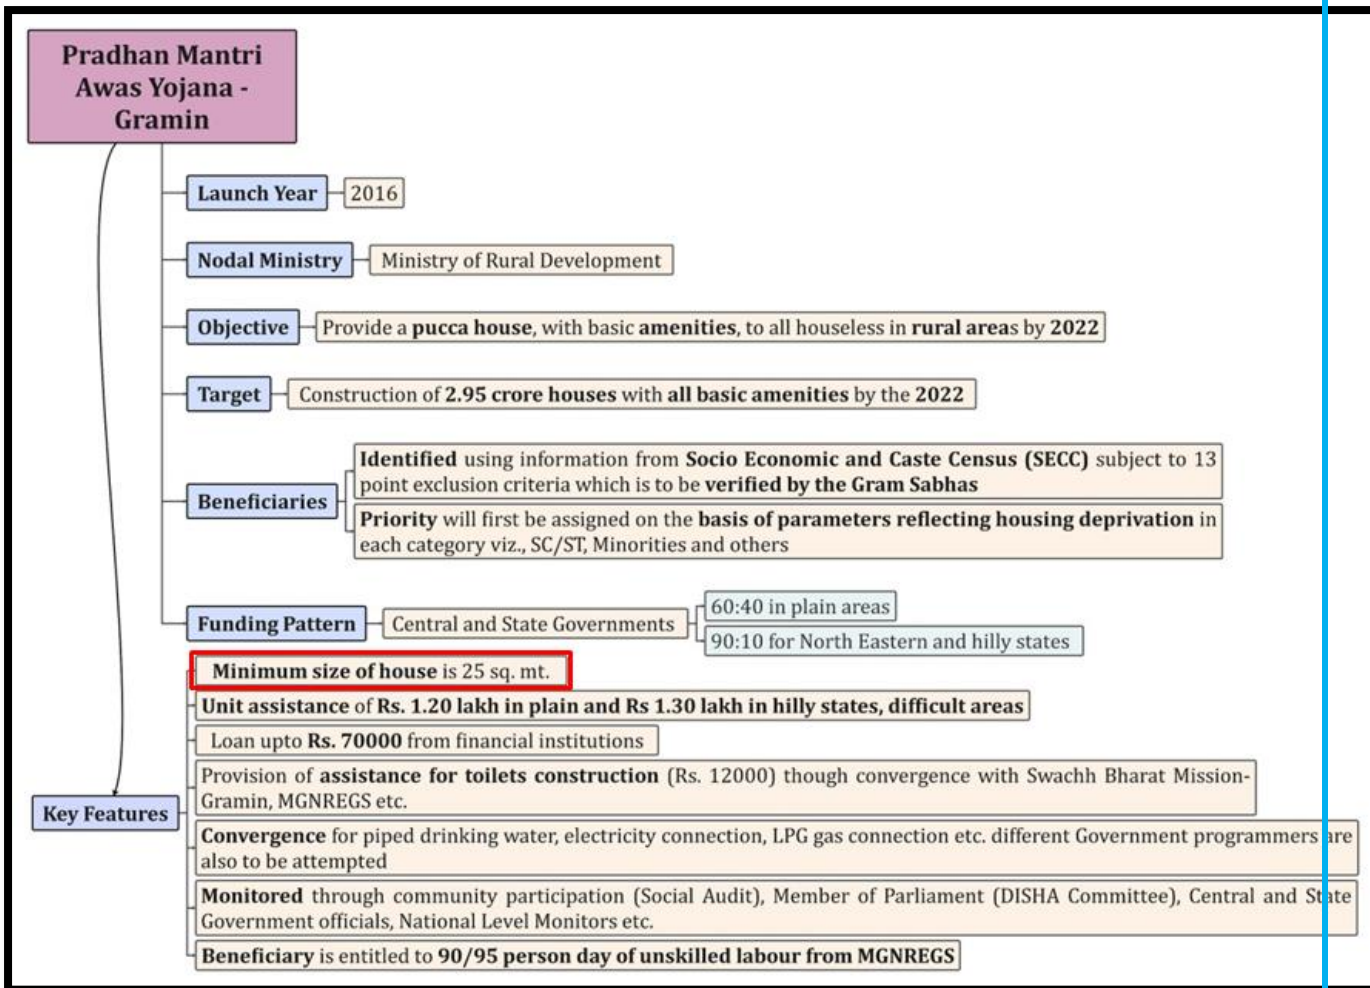 Pradhan Mantri
Awas Yojana -
Gramin
Launch Year
2016
Nodal Ministry
Ministry of Rural Development
Objective
Provide a pucca house, with basic amenities, to all houseless in rural areas by 2022
Target
Construction of 2.95 crore houses with all basic amenities by the 2022
Beneficiaries
Identified using information from Socio Economic and Caste Census (SECC) subject to 13
point exclusion criteria which is to be verified by the Gram Sabhas
Priority will first be assigned on the basis of parameters reflecting housing deprivation in
each category viz., SC/ST, Minorities and others
Funding Pattern
Central and State Governments
60:40 in plain areas
90:10 for North Eastern and hilly states
Key Features
Minimum size of house is 25 sq. mt.
Unit assistance of Rs. 1.20 lakh in plain and Rs 1.30 lakh in hilly states, difficult areas
Loan upto Rs. 70000 from financial institutions
Provision of assistance for toilets construction (Rs. 12000) though convergence with Swachh Bharat Mission-
Gramin, MGNREGS etc.
Convergence for piped drinking water, electricity connection, LPG gas connection etc. different Government programmers are
also to be attempted
Monitored through community participation (Social Audit), Member of Parliament (DISHA Committee), Central and State
Government officials, National Level Monitors etc.
Beneficiary is entitled to 90/95 person day of unskilled labour from MGNREGS